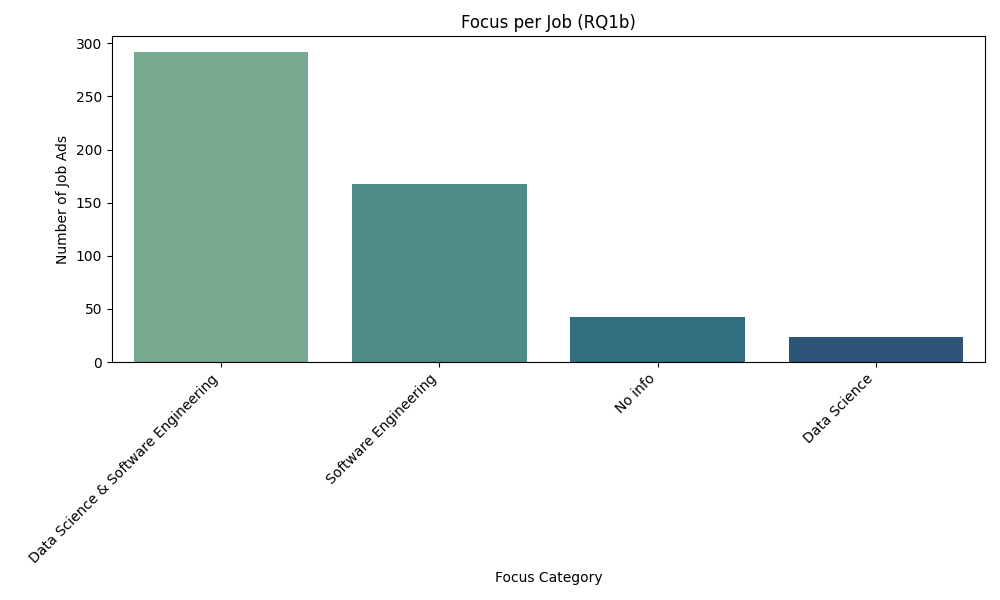 Focus per Job (RQ1b)
Number of Job Ads
300
250
200
150
100
50
0
Data Science & Software Engineering
Software Engineering
No info
Data Science
Focus Category